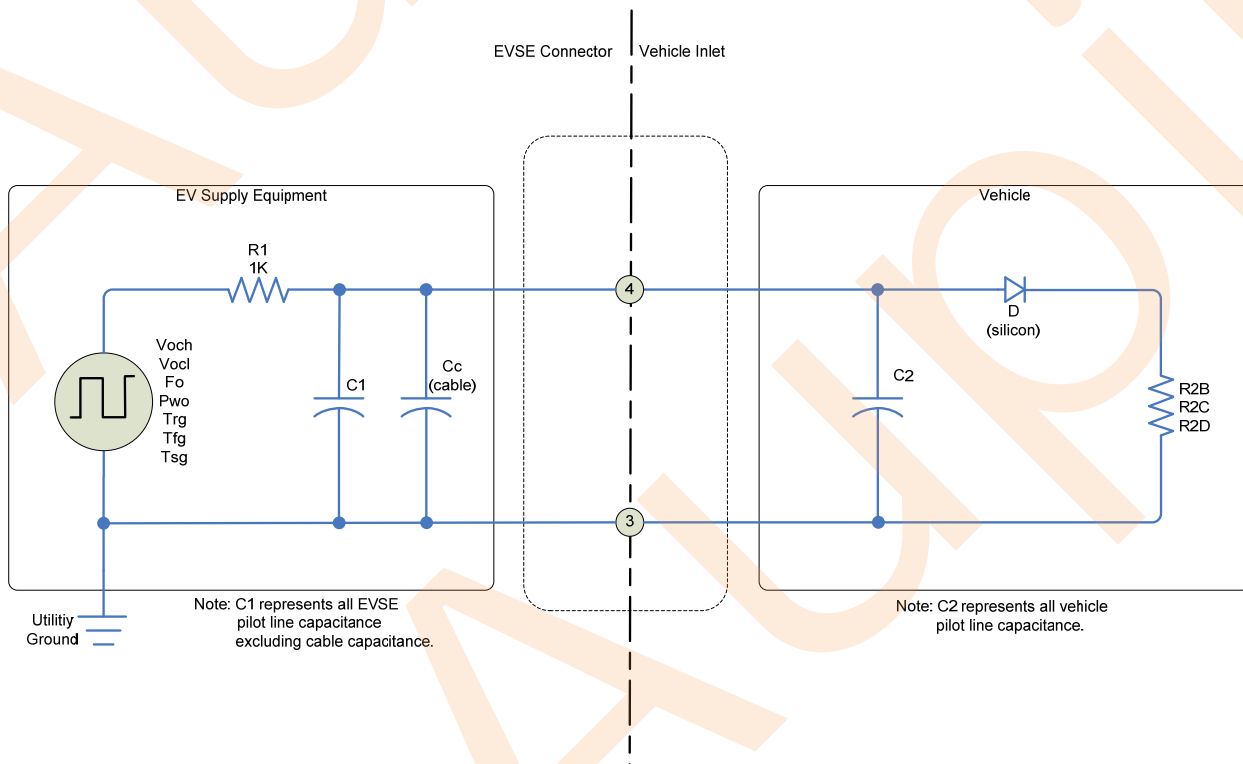 EVSE Connector
Vehicle Inlet
EV Supply Equipment
Vehicle
R1
1K
4
D
(silicon)
Voch
Vocl
Fo
Pwo
Trg
Tfg
Tsg
C1
Cc
(cable)
C2
R2B
R2C
R2D
3
Utilitiy
Ground
Note: C1 represents all EVSE
pilot line capacitance
excluding cable capacitance.
Note: C2 represents all vehicle
pilot line capacitance.